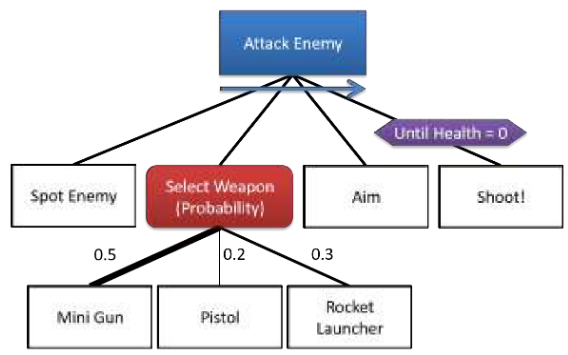 Attack Enemy
Until Health = 0
Spot Enemy
Select Weapon
(Probability)
Aim
Shoot!
0.5
0.2
0.3
Mini Gun
Pistol
Rocket
Launcher